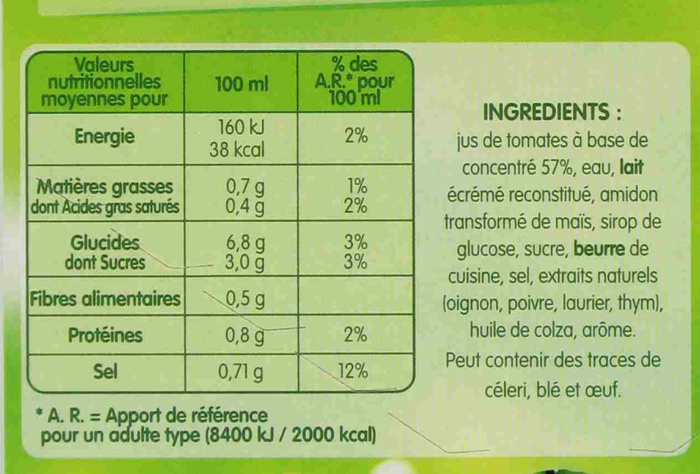 Valeurs nutritionnelles moyennes pour 100 ml % des A.R.* pour 100 ml
Energie 160 kJ 38 kcal 2%
Matières grasses 0,7 g 1%
dont Acides gras saturés 0,4 g 2%
Glucides 6,8 g 3%
dont Sucres 3,0 g 3%
Fibres alimentaires 0,5 g
Protéines 0,8 g 2%
Sel 0,71 g 12%
* A. R. = Apport de référence
pour un adulte type (8400 kJ / 2000 kcal)
INGREDIENTS :
jus de tomates à base de
concentré 57%, eau, lait
écrémé reconstitué, amidon
transformé de maïs, sirop de
glucose, sucre, beurre de
cuisine, sel, extraits naturels
(oignon, poivre, laurier, thym),
huile de colza, arôme.
Peut contenir des traces de
céleri, blé et œuf.